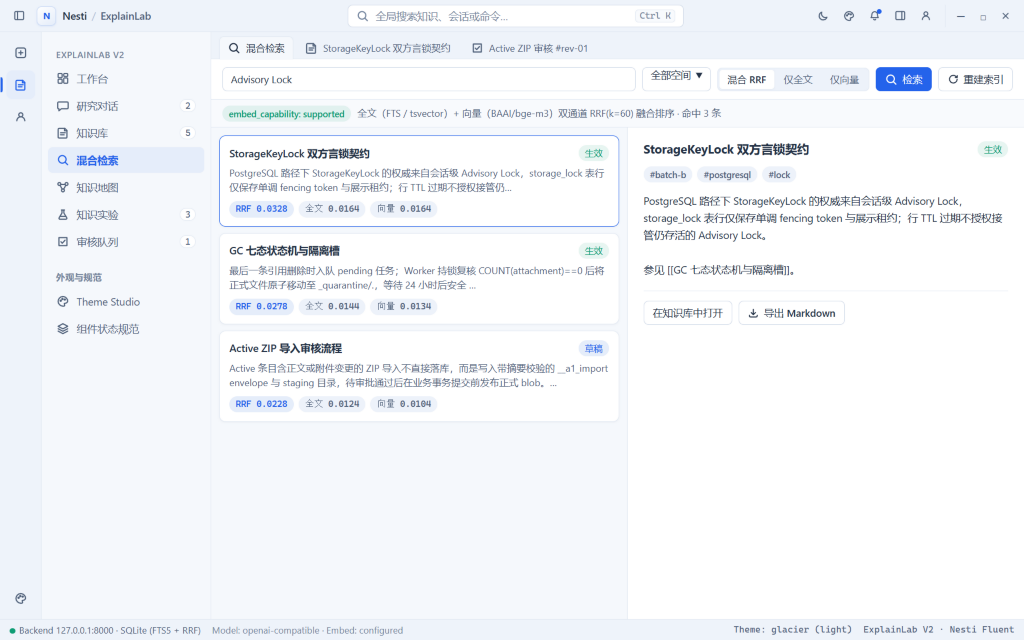 N Nesti / ExplainLab
全局搜索知识、会话或命令... Ctrl K
EXPLAINLAB V2
工作台
研究对话 2
知识库 5
混合检索
知识地图
知识实验 3
审核队列 1
外观与规范
Theme Studio
组件状态规范
混合检索 StorageKeyLock 双方言锁契约 Active ZIP 审核 #rev-01
Advisory Lock 全部空间 ▼ 混合 RRF 仅全文 仅向量 检索 重建索引
embed_capability: supported 全文（FTS / tsvector）+ 向量（BAAI/bge-m3）双通道 RRF(k=60) 融合排序 · 命中 3 条
StorageKeyLock 双方言锁契约 生效
PostgreSQL 路径下 StorageKeyLock 的权威来自会话级 Advisory Lock，storage_lock 表行
仅保存单调 fencing token 与展示租约；行 TTL 过期不授权接管仍...
RRF 0.0328 全文 0.0164 向量 0.0164
GC 七态状态机与隔离槽 生效
最后一条引用删除时入队 pending 任务；Worker 持锁复核 COUNT(attachment)==0 后将
正式文件原子移动至 _quarantine/.，等待 24 小时后安全 ...
RRF 0.0278 全文 0.0144 向量 0.0134
Active ZIP 导入审核流程 草稿
Active 条目含正文或附件变更的 ZIP 导入不直接落库，而是写入带摘要校验的 __a1_import
envelope 与 staging 目录，待审批通过后在业务事务提交前发布正式 blob。...
RRF 0.0228 全文 0.0124 向量 0.0104
StorageKeyLock 双方言锁契约 生效
#batch-b #postgresql #lock
PostgreSQL 路径下 StorageKeyLock 的权威来自会话级 Advisory Lock，
storage_lock 表行仅保存单调 fencing token 与展示租约；行 TTL 过期不授权接
管仍存活的 Advisory Lock。
参见 [[GC 七态状态机与隔离槽]]。
在知识库中打开 导出 Markdown
Backend 127.0.0.1:8000 · SQLite (FTS5 + RRF) Model: openai-compatible · Embed: configured Theme: glacier (light) ExplainLab V2 · Nesti Fluent